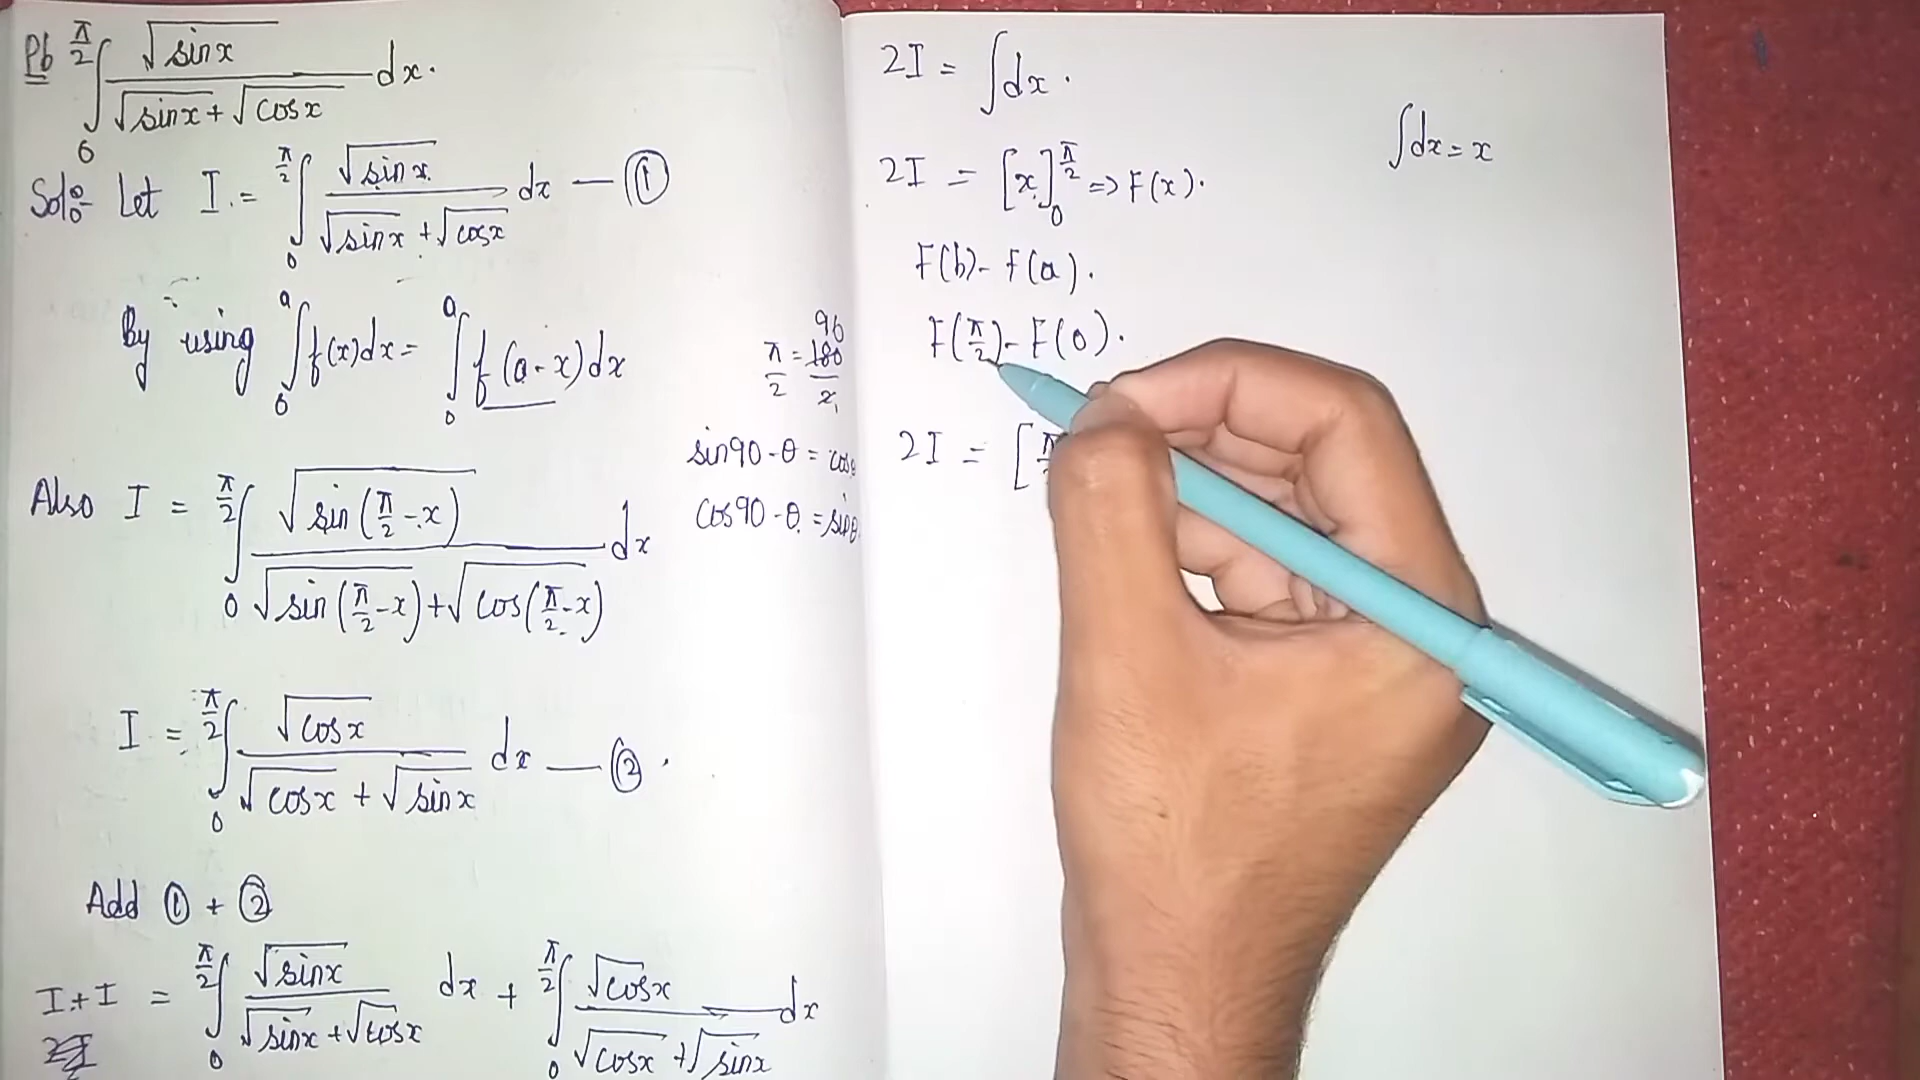 Pb ∫₀^(π/2) √sinx / (√sinx + √cosx) dx.
Sol:- Let I = ∫₀^(π/2) √sinx / (√sinx + √cosx) dx — ①
By using ∫₀^a f(x)dx = ∫₀^a f(a-x)dx
π/2 = 180/2 90 1
sin90-θ = cosθ
cos90-θ = sinθ
Also I = ∫₀^(π/2) √sin(π/2-x) / (√sin(π/2-x) + √cos(π/2-x)) dx
I = ∫₀^(π/2) √cosx / (√cosx + √sinx) dx — ②.
Add ① + ②
I+I = ∫₀^(π/2) √sinx / (√sinx + √cosx) dx + ∫₀^(π/2) √cosx / (√cosx + √sinx) dx
2I = ∫dx.
∫dx = x
2I = [x]₀^(π/2) => F(x).
F(b) - F(a).
F(π/2) - F(0).
2I = [π